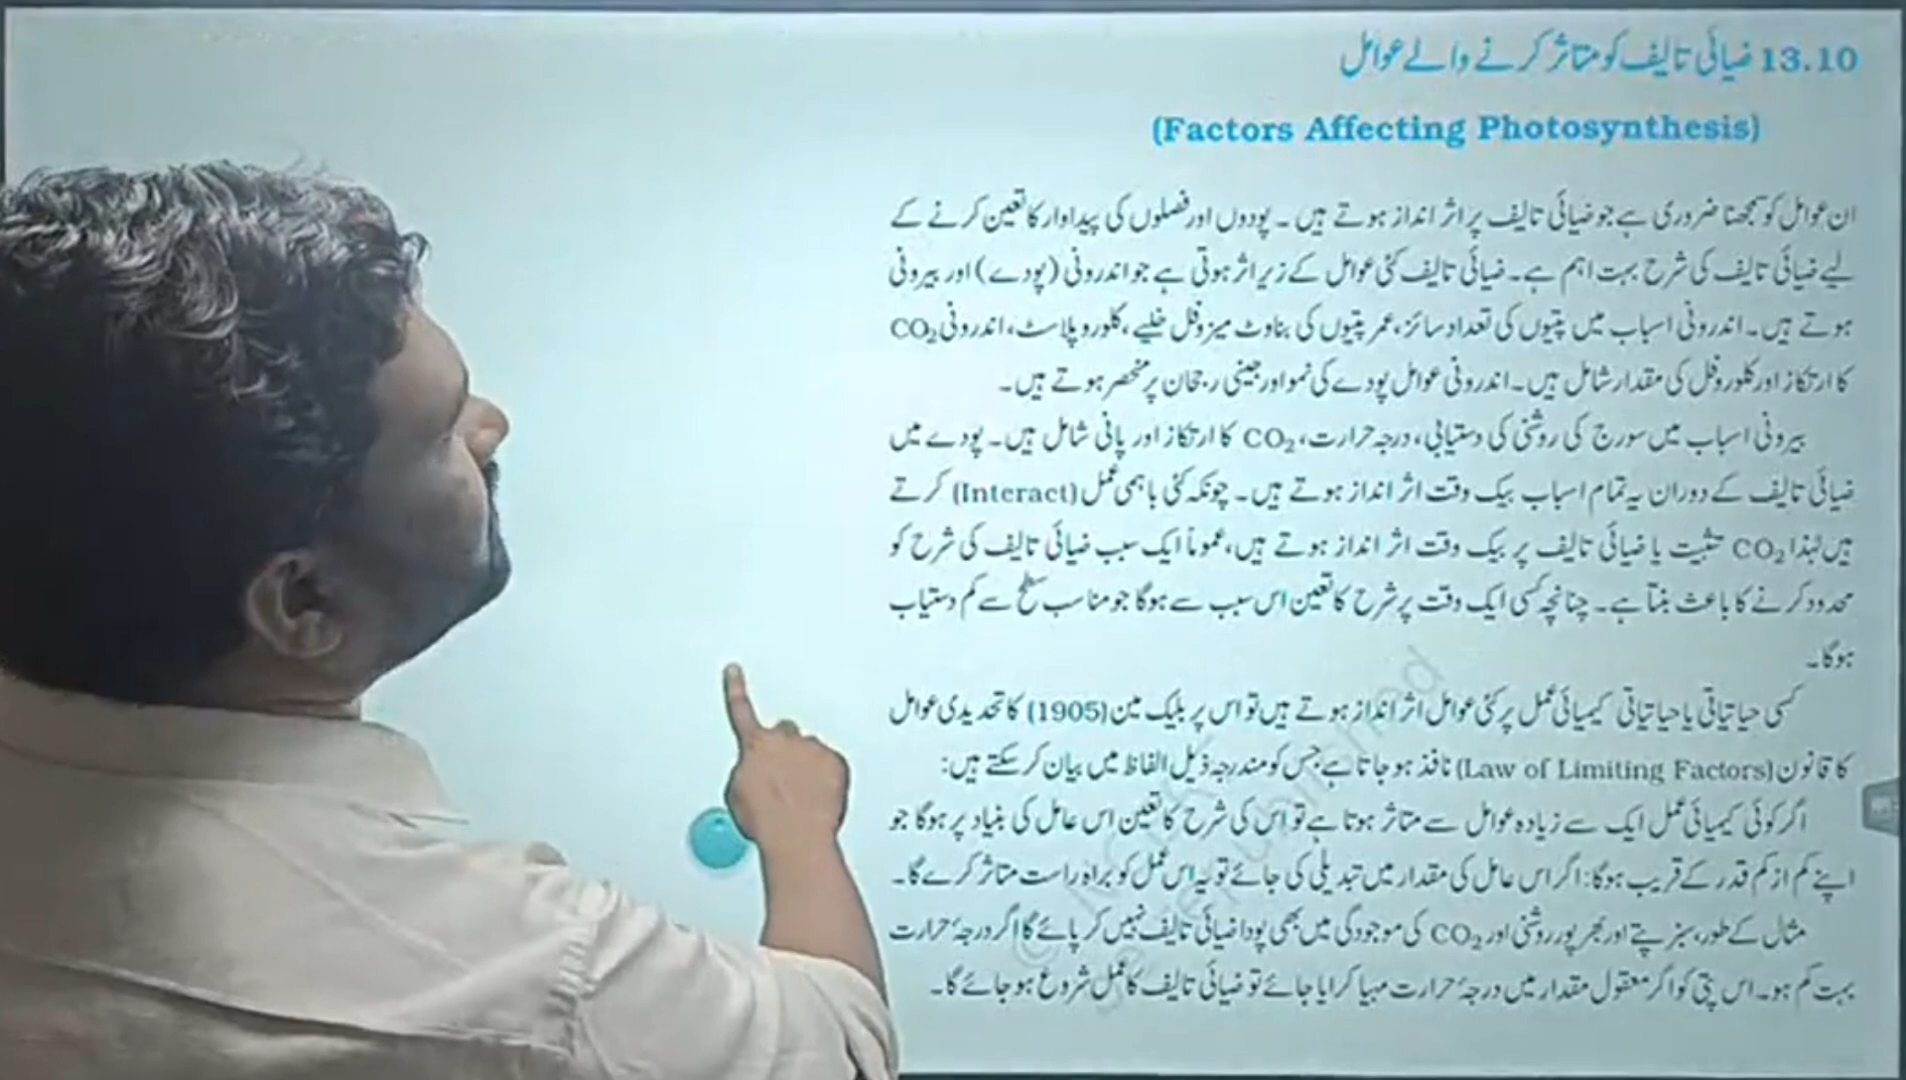 13.10 ضیائی تالیف کو متاثر کرنے والے عوامل
(Factors Affecting Photosynthesis)
ان عوامل کو سمجھنا ضروری ہے جو ضیائی تالیف پر اثر انداز ہوتے ہیں ۔ پودوں اور فصلوں کی پیداوار کا تعین کرنے کے
لیے ضیائی تالیف کی شرح بہت اہم ہے۔ ضیائی تالیف کئی عوامل کے زیر اثر ہوتی ہے جو اندرونی (پودے) اور بیرونی
ہوتے ہیں۔ اندرونی اسباب میں پتیوں کی تعداد سائز، عمر پتیوں کی بناوٹ میزوفل خلیے، کلوروپلاسٹ، اندرونی CO₂
کا ارتکاز اور کلوروفل کی مقدار شامل ہیں۔ اندرونی عوامل پودے کی نمو اور جینی رجحان پر منحصر ہوتے ہیں۔
بیرونی اسباب میں سورج کی روشنی کی دستیابی، درجہ حرارت، CO₂ کا ارتکاز اور پانی شامل ہیں۔ پودے میں
ضیائی تالیف کے دوران یہ تمام اسباب بیک وقت اثر انداز ہوتے ہیں۔ چونکہ کئی باہمی عمل (Interact) کرتے
ہیں لہٰذا CO₂ تثبیت یا ضیائی تالیف پر بیک وقت اثر انداز ہوتے ہیں، عموماً ایک سبب ضیائی تالیف کی شرح کو
محدود کرنے کا باعث بنتا ہے۔ چنانچہ کسی ایک وقت پر شرح کا تعین اس سبب سے ہوگا جو مناسب سطح سے کم دستیاب
ہوگا۔
کسی حیاتیاتی یا حیاتیاتی کیمیائی عمل پر کئی عوامل اثر انداز ہوتے ہیں تو اس پر بلیک مین (1905) کا تحدیدی عوامل
کا قانون (Law of Limiting Factors) نافذ ہو جاتا ہے جس کو مندرجہ ذیل الفاظ میں بیان کر سکتے ہیں:
اگر کوئی کیمیائی عمل ایک سے زیادہ عوامل سے متاثر ہوتا ہے تو اس کی شرح کا تعین اس عامل کی بنیاد پر ہوگا جو
اپنے کم از کم قدر کے قریب ہوگا: اگر اس عامل کی مقدار میں تبدیلی کی جائے تو یہ اس عمل کو براہ راست متاثر کرے گا۔
مثال کے طور، سبز پتے اور بھرپور روشنی اور CO₂ کی موجودگی میں بھی پودا ضیائی تالیف نہیں کر پائے گا اگر درجۂ حرارت
بہت کم ہو۔ اس پتی کو اگر معقول مقدار میں درجۂ حرارت مہیا کرایا جائے تو ضیائی تالیف کا عمل شروع ہو جائے گا۔